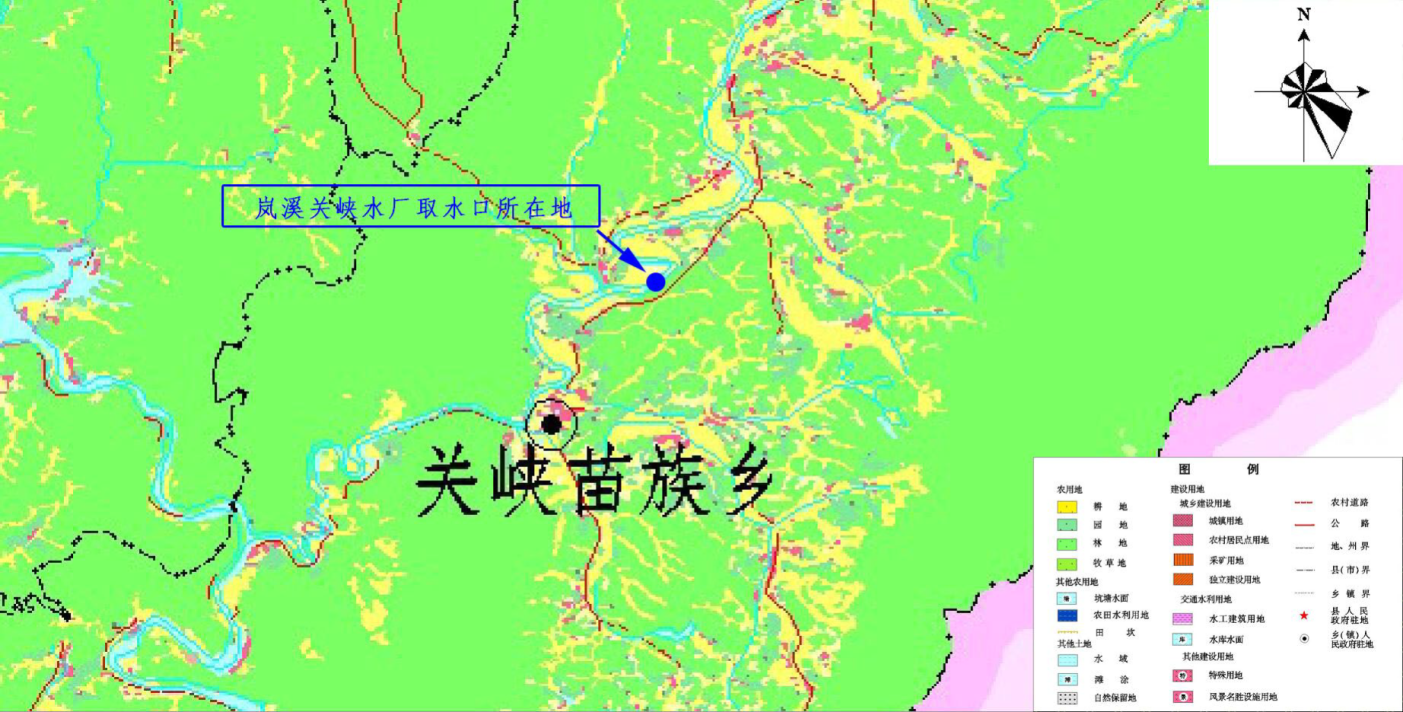 N
岚溪关峡水厂取水口所在地
关峡苗族乡
图 例
农用地
耕 地
园 地
林 地
牧草地
其他农用地
塘
坑塘水面
农田水利用地
田 坎
其他土地
水 域
滩
滩 涂
自然保留地
建设用地
城乡建设用地
城镇用地
农村居民点用地
采矿用地
独立建设用地
交通水利用地
水工建筑用地
库
水库水面
其他建设用地
特
特殊用地
风景名胜设施用地
农村道路
公 路
地、州界
县(市)界
乡镇界
县人民
政府驻地
乡(镇)人
民政府驻地